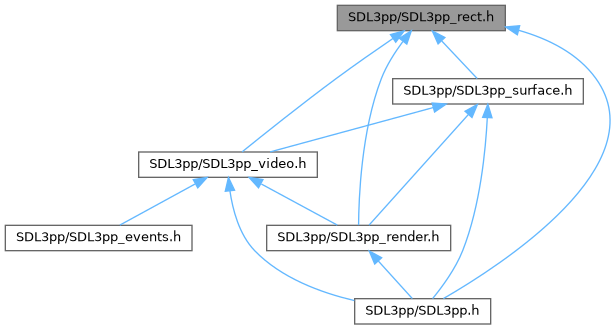 SDL3pp/SDL3pp_rect.h
SDL3pp/SDL3pp_surface.h
SDL3pp/SDL3pp_video.h
SDL3pp/SDL3pp_events.h
SDL3pp/SDL3pp_render.h
SDL3pp/SDL3pp.h